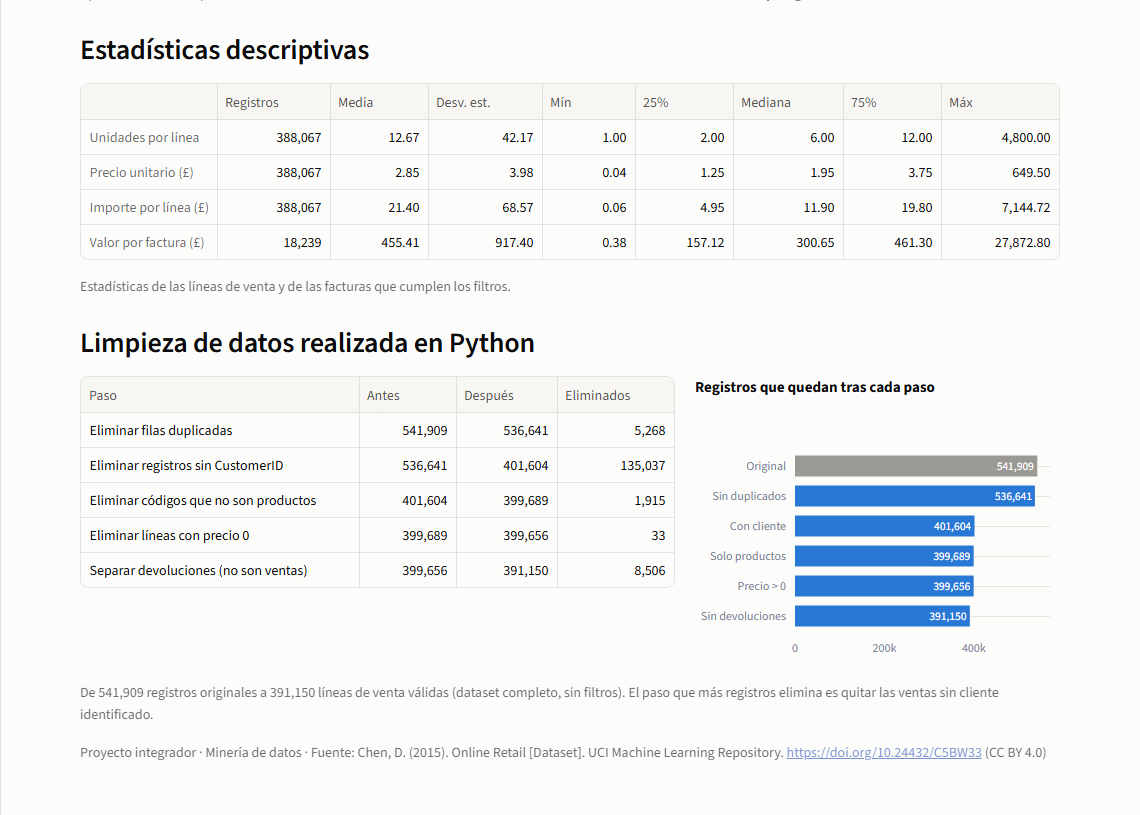 Estadísticas descriptivas
Registros Media Desv. est. Mín 25% Mediana 75% Máx
Unidades por línea 388,067 12.67 42.17 1.00 2.00 6.00 12.00 4,800.00
Precio unitario (£) 388,067 2.85 3.98 0.04 1.25 1.95 3.75 649.50
Importe por línea (£) 388,067 21.40 68.57 0.06 4.95 11.90 19.80 7,144.72
Valor por factura (£) 18,239 455.41 917.40 0.38 157.12 300.65 461.30 27,872.80
Estadísticas de las líneas de venta y de las facturas que cumplen los filtros.
Limpieza de datos realizada en Python
Paso Antes Después Eliminados
Eliminar filas duplicadas 541,909 536,641 5,268
Eliminar registros sin CustomerID 536,641 401,604 135,037
Eliminar códigos que no son productos 401,604 399,689 1,915
Eliminar líneas con precio 0 399,689 399,656 33
Separar devoluciones (no son ventas) 399,656 391,150 8,506
Registros que quedan tras cada paso
Original 541,909
Sin duplicados 536,641
Con cliente 401,604
Solo productos 399,689
Precio > 0 399,656
Sin devoluciones 391,150
0 200k 400k
De 541,909 registros originales a 391,150 líneas de venta válidas (dataset completo, sin filtros). El paso que más registros elimina es quitar las ventas sin cliente
identificado.
Proyecto integrador · Minería de datos · Fuente: Chen, D. (2015). Online Retail [Dataset]. UCI Machine Learning Repository. https://doi.org/10.24432/C5BW33 (CC BY 4.0)